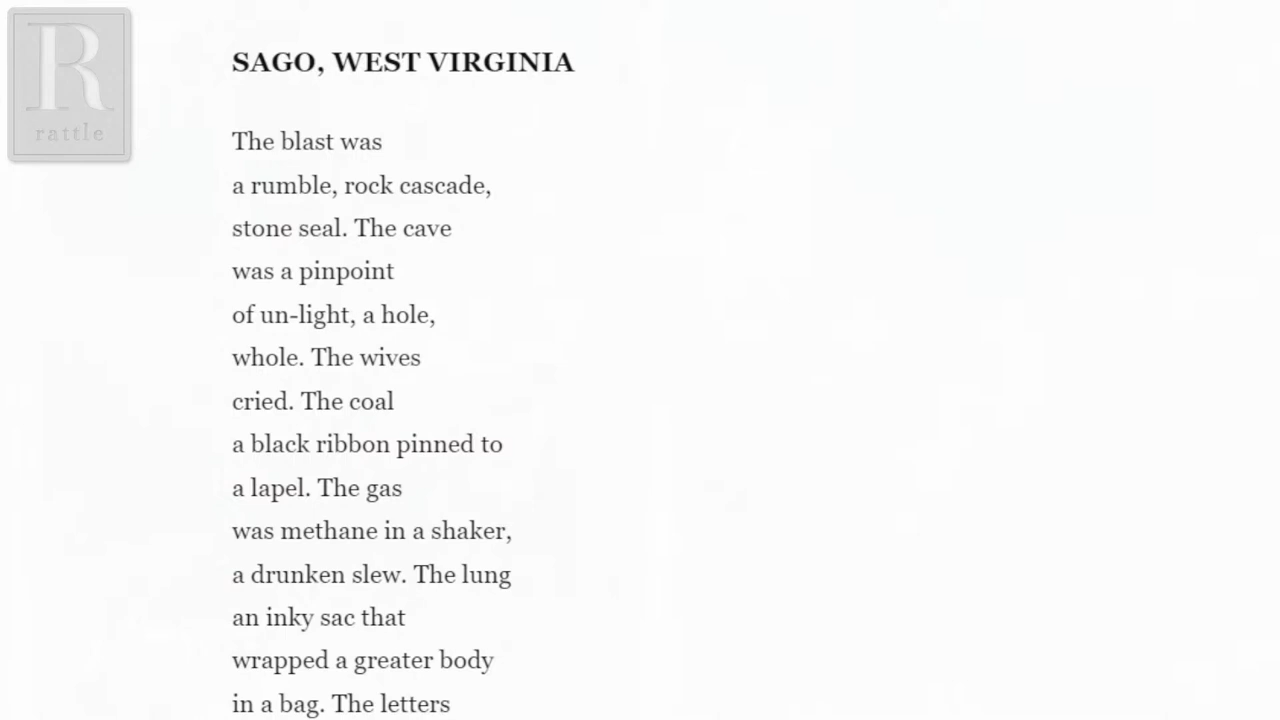 R
rattle
SAGO, WEST VIRGINIA
The blast was
a rumble, rock cascade,
stone seal. The cave
was a pinpoint
of un-light, a hole,
whole. The wives
cried. The coal
a black ribbon pinned to
a lapel. The gas
was methane in a shaker,
a drunken slew. The lung
an inky sac that
wrapped a greater body
in a bag. The letters